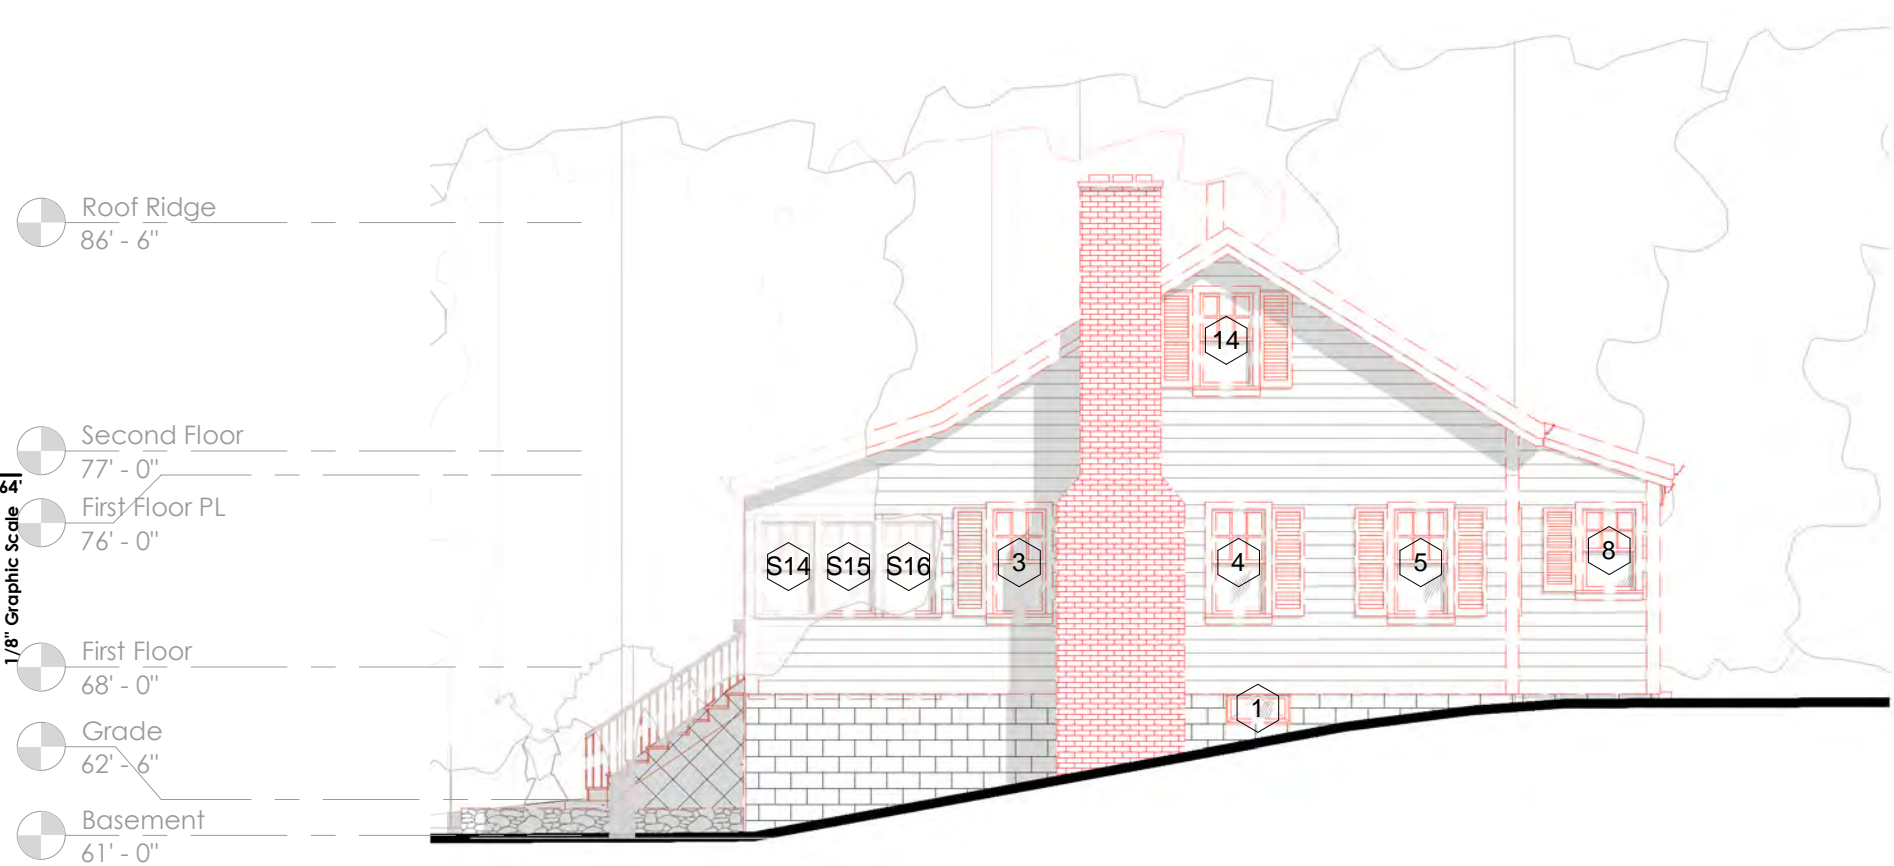 Roof Ridge
86' - 6"
Second Floor
77' - 0"
First Floor PL
76' - 0"
First Floor
68' - 0"
Grade
62' - 6"
Basement
61' - 0"
1/8" Graphic Scale
64'
14
S14
S15
S16
3
4
5
8
1